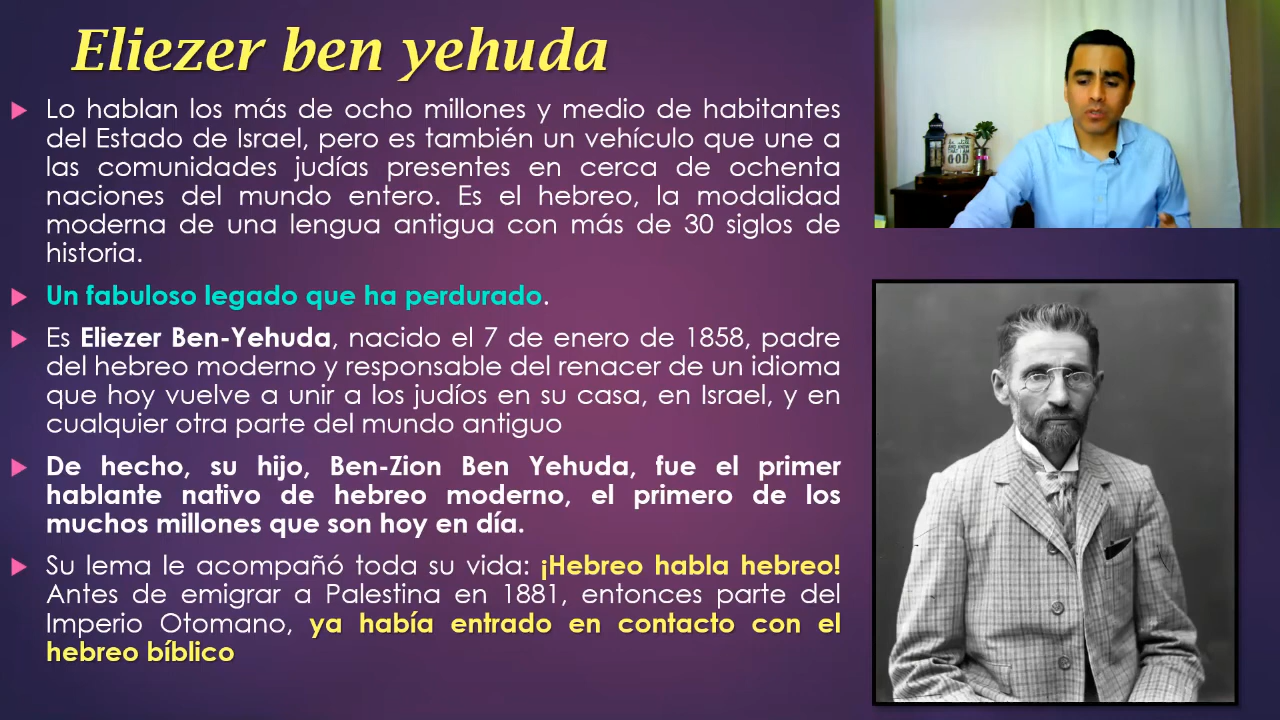 Eliezer ben yehuda
Lo hablan los más de ocho millones y medio de habitantes
del Estado de Israel, pero es también un vehículo que une a
las comunidades judías presentes en cerca de ochenta
naciones del mundo entero. Es el hebreo, la modalidad
moderna de una lengua antigua con más de 30 siglos de
historia.
Un fabuloso legado que ha perdurado.
Es Eliezer Ben-Yehuda, nacido el 7 de enero de 1858, padre
del hebreo moderno y responsable del renacer de un idioma
que hoy vuelve a unir a los judíos en su casa, en Israel, y en
cualquier otra parte del mundo antiguo
De hecho, su hijo, Ben-Zion Ben Yehuda, fue el primer
hablante nativo de hebreo moderno, el primero de los
muchos millones que son hoy en día.
Su lema le acompañó toda su vida: ¡Hebreo habla hebreo!
Antes de emigrar a Palestina en 1881, entonces parte del
Imperio Otomano, ya había entrado en contacto con el
hebreo bíblico
GOD